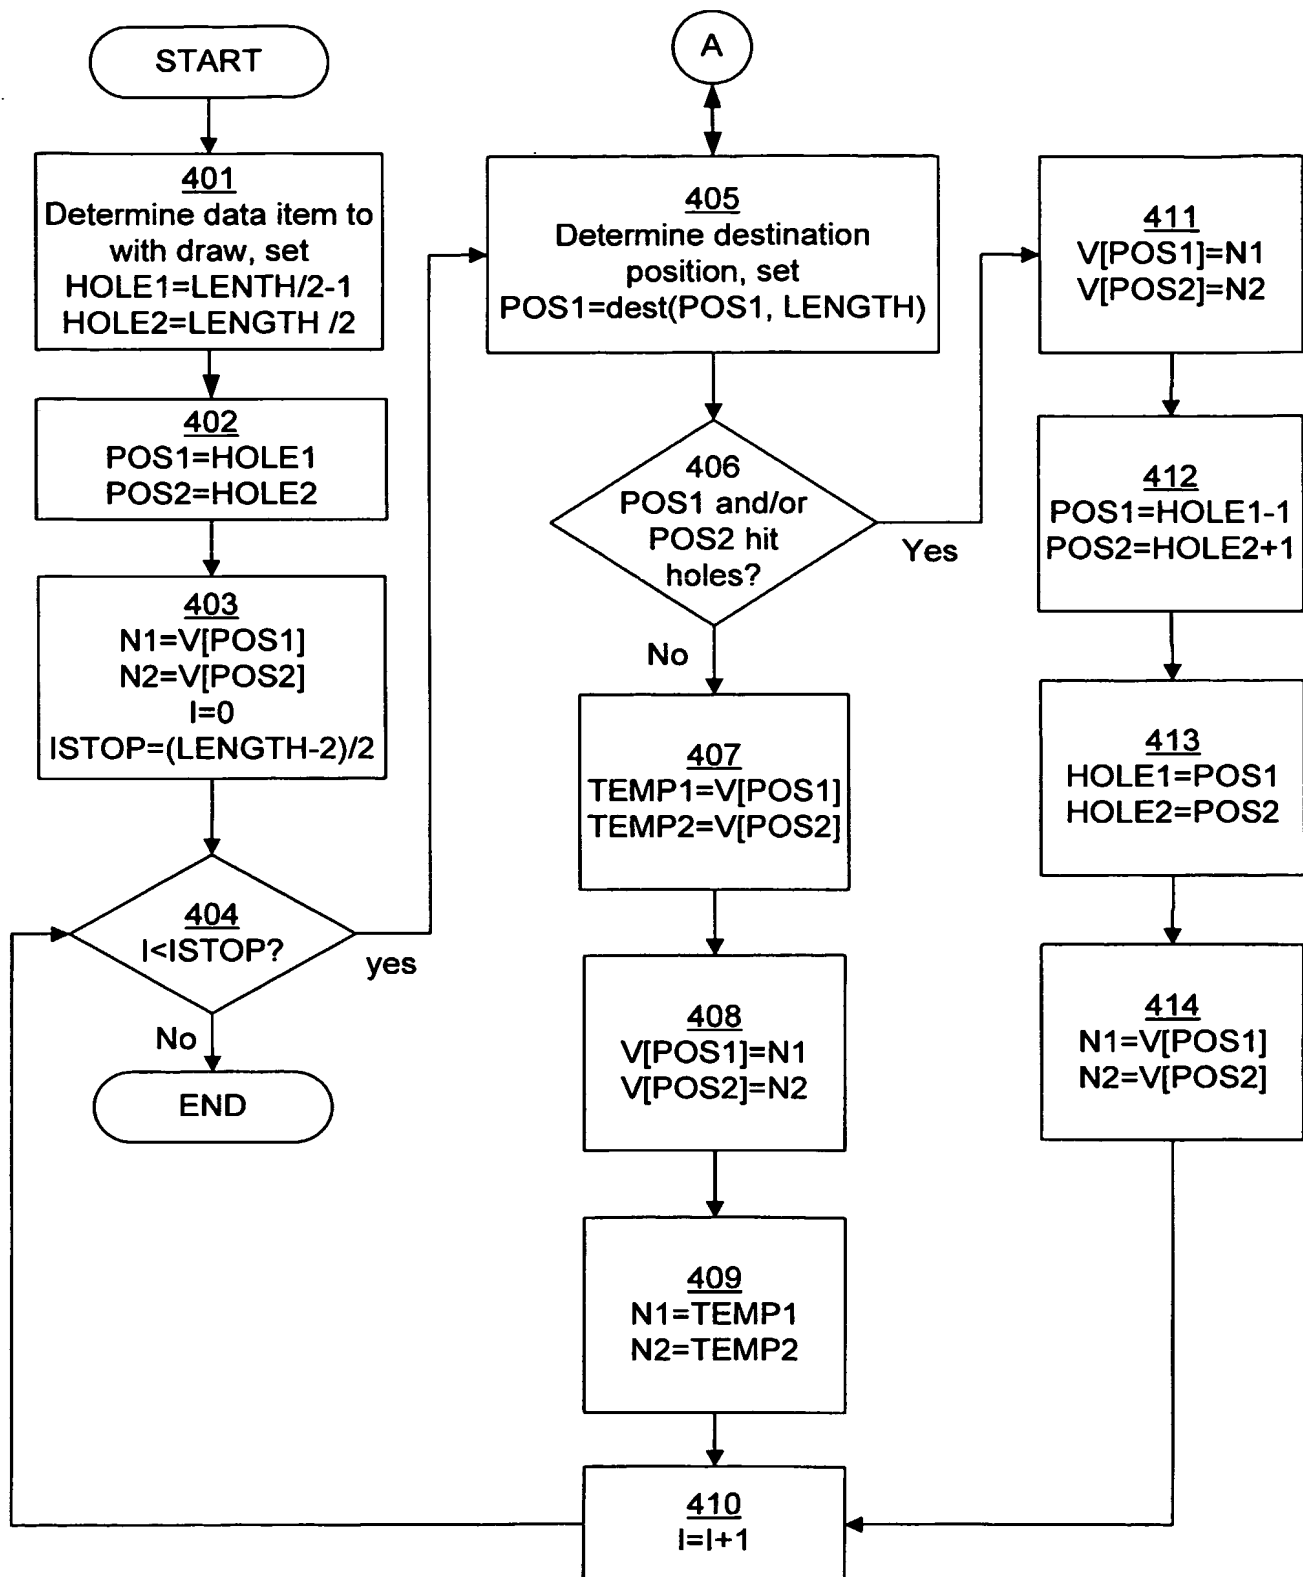 START
401
Determine data item to
with draw, set
HOLE1=LENTH/2-1
HOLE2=LENGTH /2
402
POS1=HOLE1
POS2=HOLE2
403
N1=V[POS1]
N2=V[POS2]
I=0
ISTOP=(LENGTH-2)/2
404
I<ISTOP?
yes
No
END
A
405
Determine destination
position, set
POS1=dest(POS1, LENGTH)
406
POS1 and/or
POS2 hit
holes?
Yes
No
407
TEMP1=V[POS1]
TEMP2=V[POS2]
408
V[POS1]=N1
V[POS2]=N2
409
N1=TEMP1
N2=TEMP2
410
I=I+1
411
V[POS1]=N1
V[POS2]=N2
412
POS1=HOLE1-1
POS2=HOLE2+1
413
HOLE1=POS1
HOLE2=POS2
414
N1=V[POS1]
N2=V[POS2]